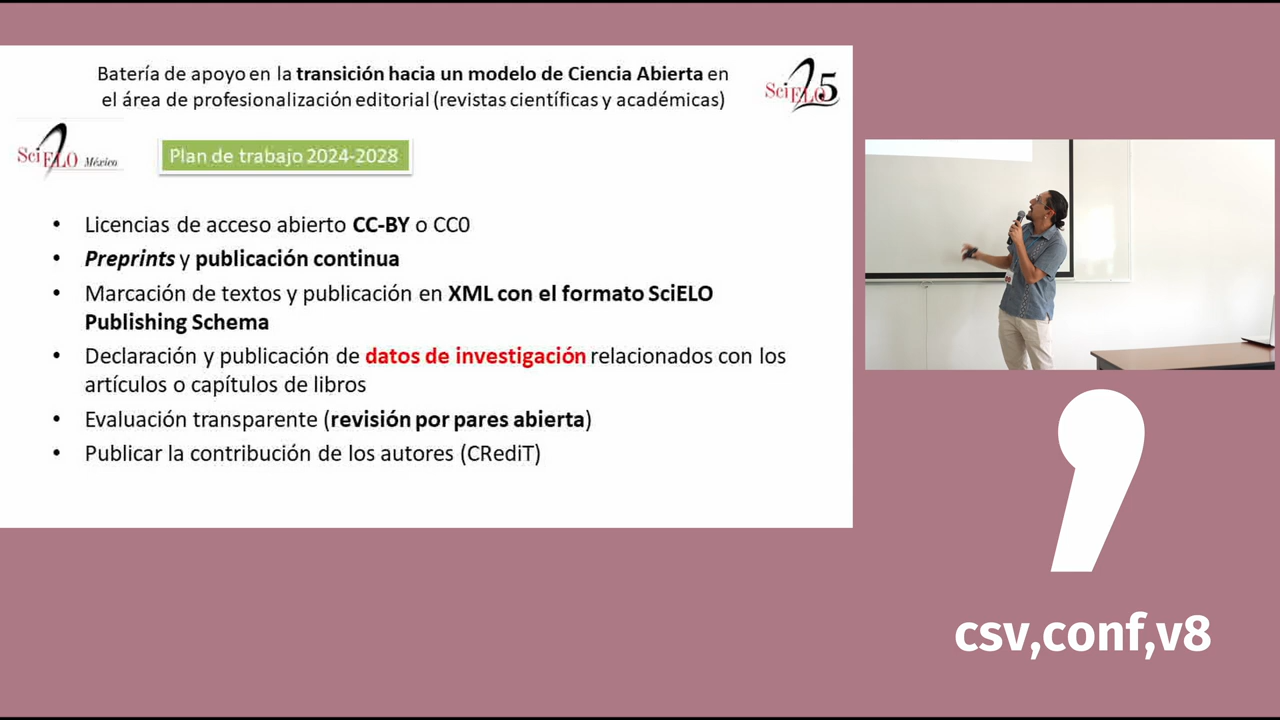 Batería de apoyo en la transición hacia un modelo de Ciencia Abierta en
el área de profesionalización editorial (revistas científicas y académicas)
SciELO 25
SciELO México
Plan de trabajo 2024-2028
• Licencias de acceso abierto CC-BY o CC0
• Preprints y publicación continua
• Marcación de textos y publicación en XML con el formato SciELO
Publishing Schema
• Declaración y publicación de datos de investigación relacionados con los
artículos o capítulos de libros
• Evaluación transparente (revisión por pares abierta)
• Publicar la contribución de los autores (CRediT)
csv,conf,v8